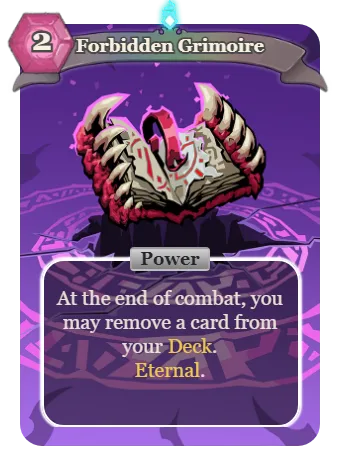 2
Forbidden Grimoire
Power
At the end of combat, you
may remove a card from
your Deck.
Eternal.